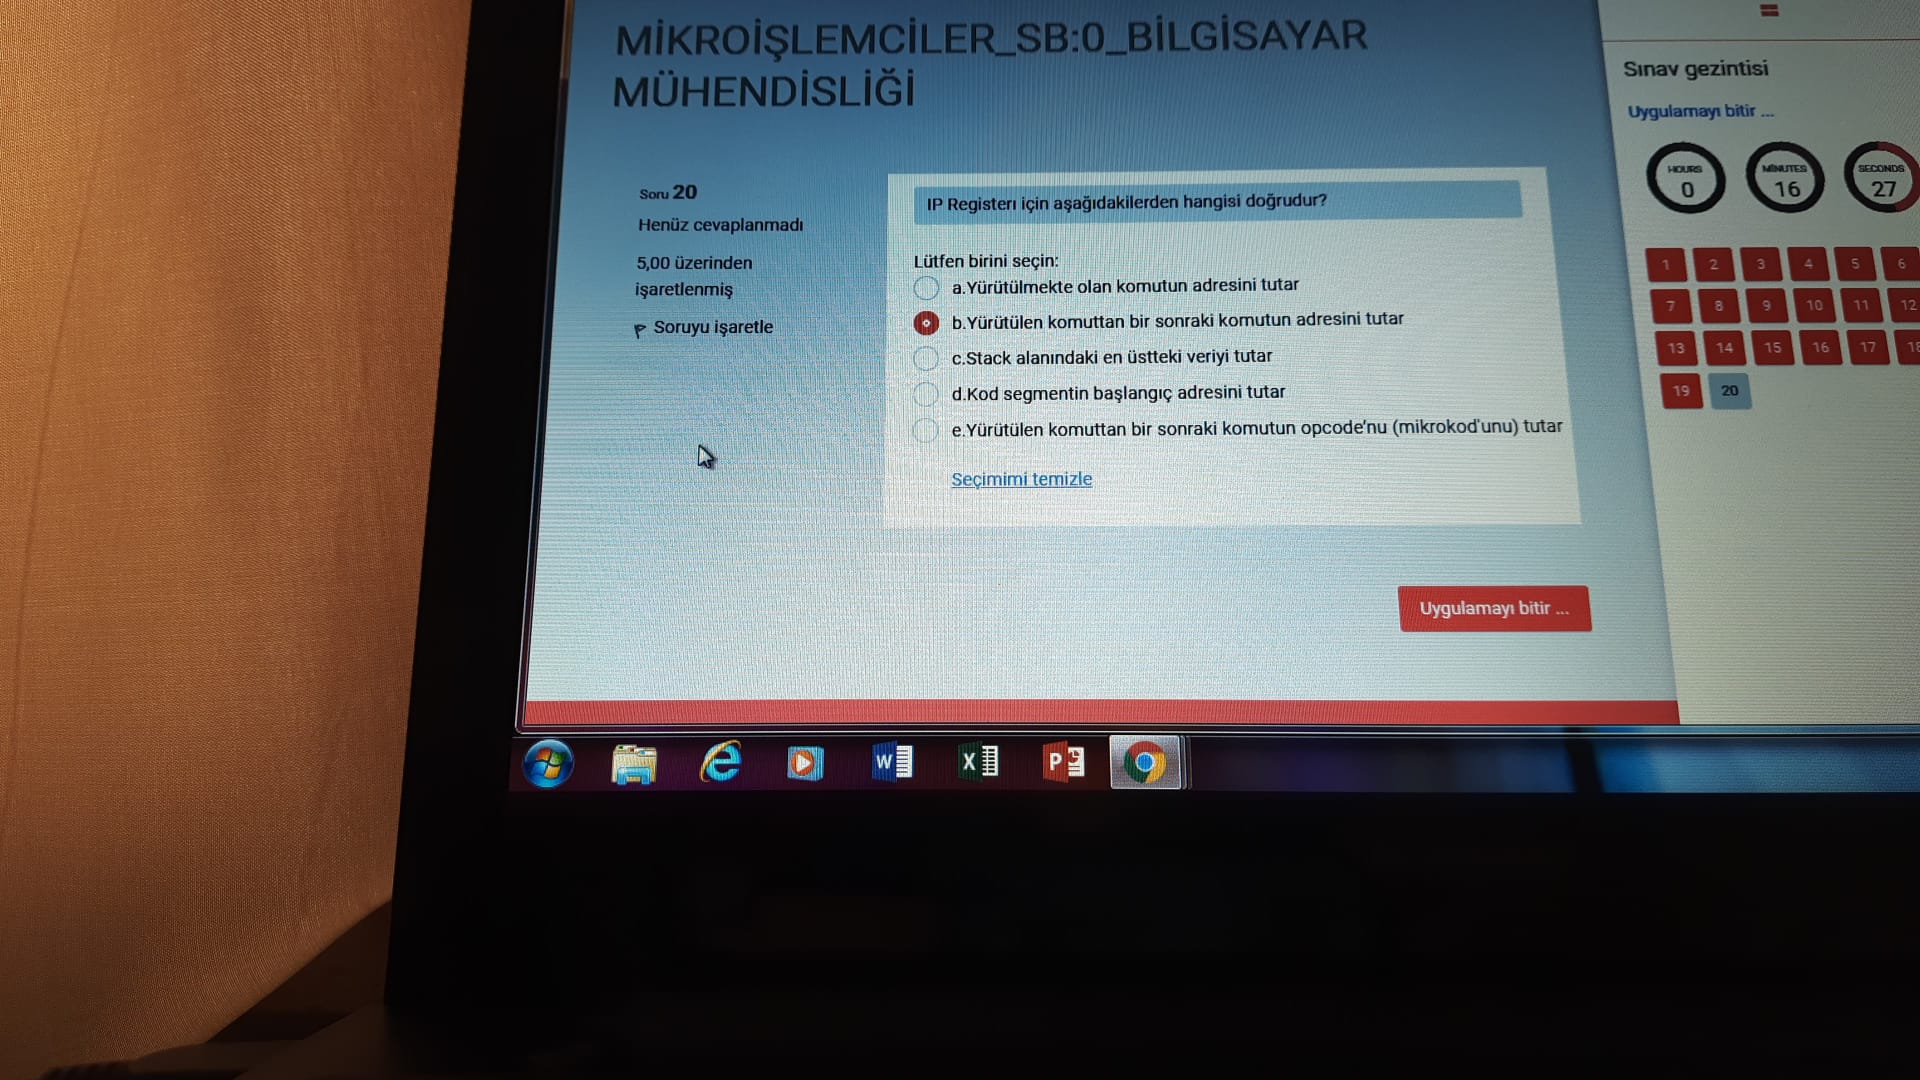 MİKROİŞLEMCİLER_SB:0_BİLGİSAYAR
MÜHENDİSLİĞİ
Soru 20
Henüz cevaplanmadı
5,00 üzerinden
işaretlenmiş
Soruyu işaretle
IP Registerı için aşağıdakilerden hangisi doğrudur?
Lütfen birini seçin:
a.Yürütülmekte olan komutun adresini tutar
b.Yürütülen komuttan bir sonraki komutun adresini tutar
c.Stack alanındaki en üstteki veriyi tutar
d.Kod segmentin başlangıç adresini tutar
e.Yürütülen komuttan bir sonraki komutun opcode'nu (mikrokod'unu) tutar
Seçimimi temizle
Uygulamayı bitir ...
Sınav gezintisi
Uygulamayı bitir ...
HOURS
0
MİNUTES
16
SECONDS
27
1 2 3 4 5 6
7 8 9 10 11 12
13 14 15 16 17
19 20